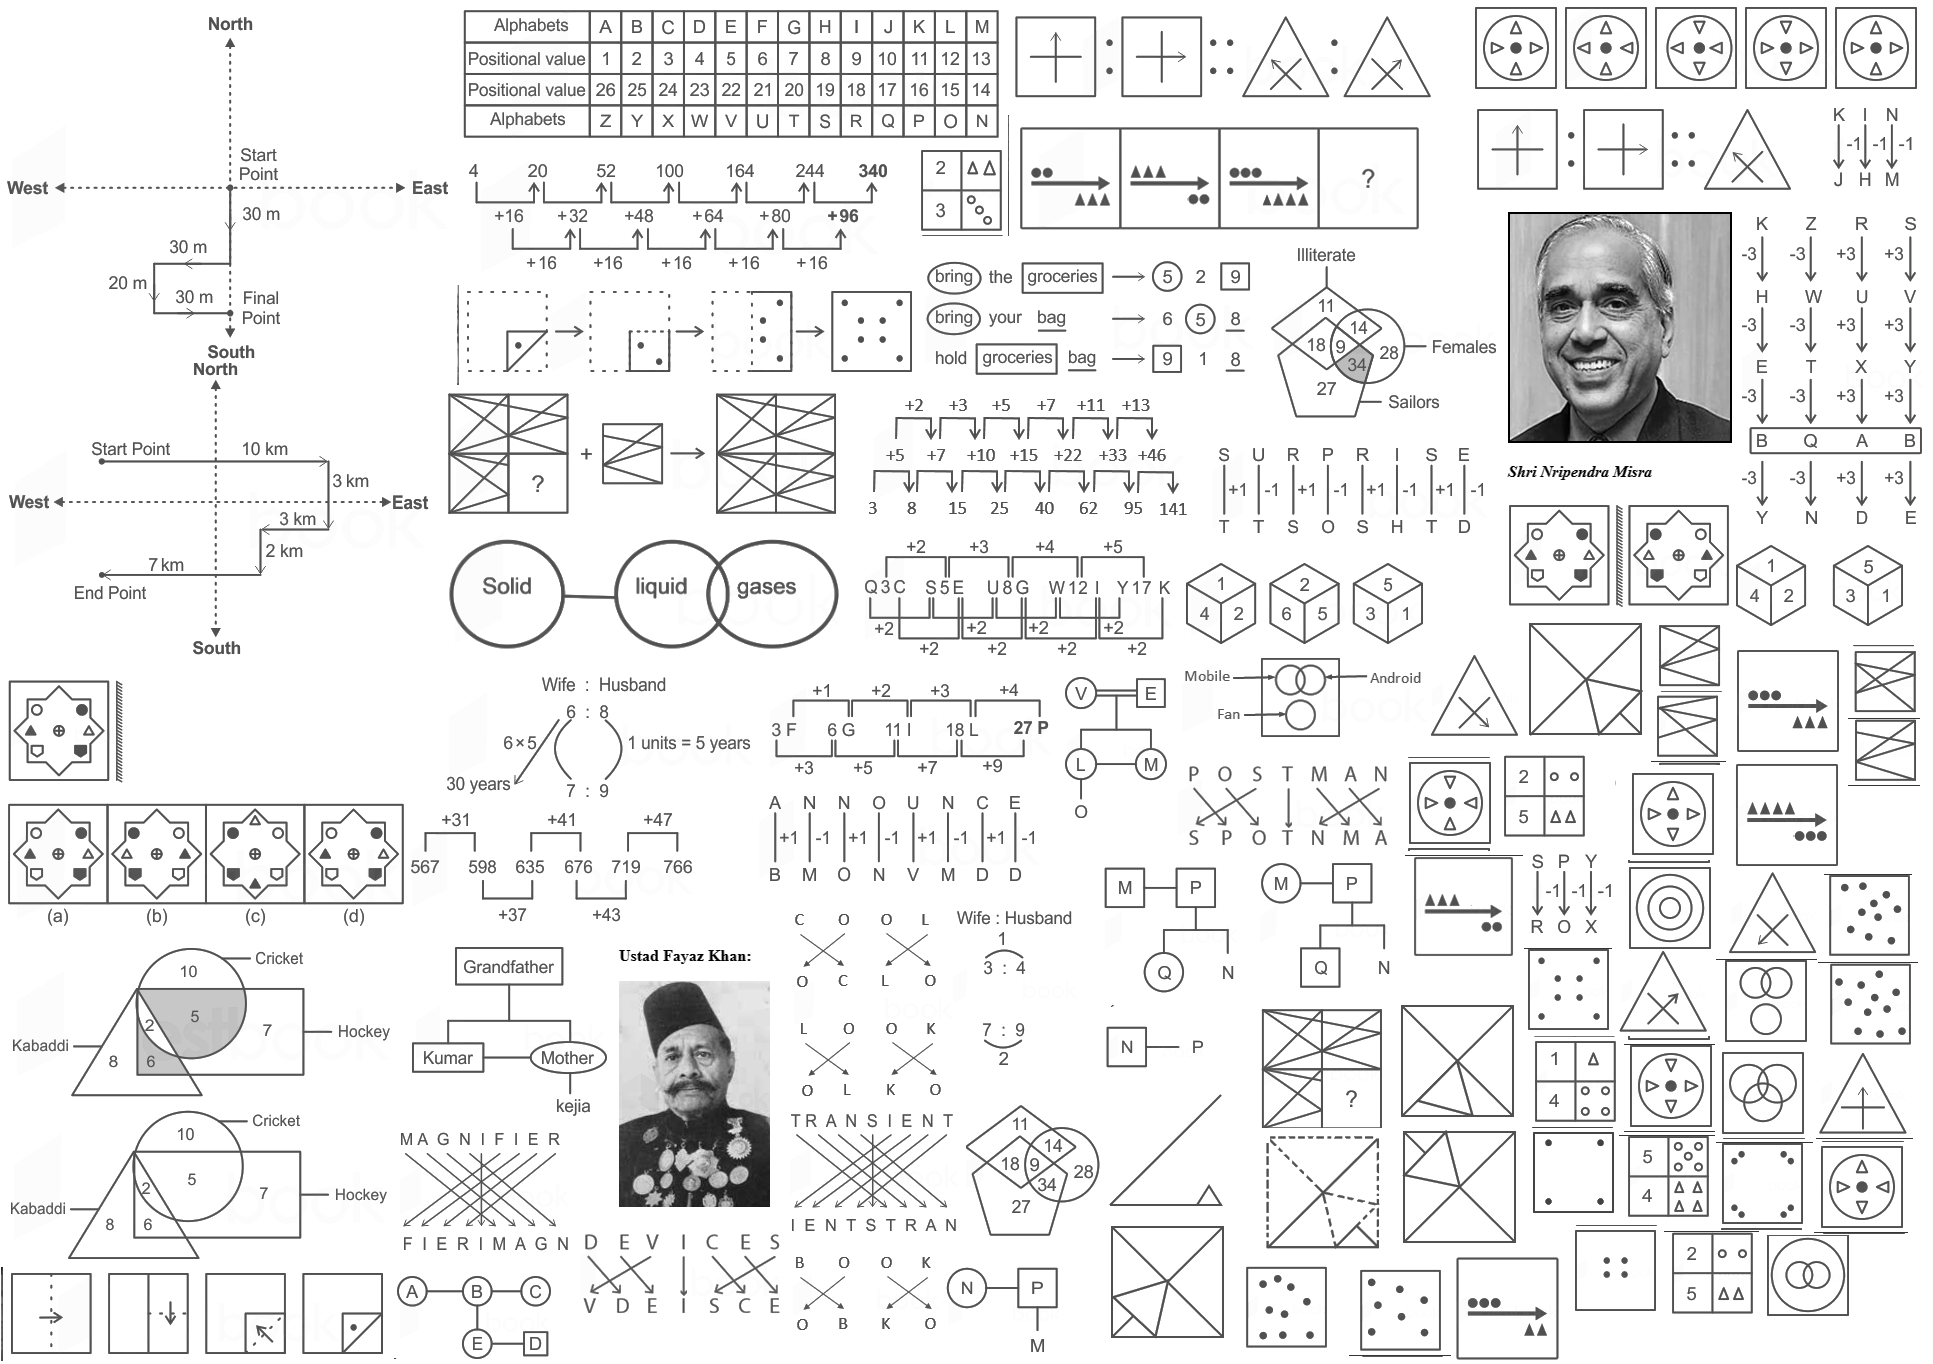 North
Start
Point
West
East
30 m
30 m
20 m
30 m
Final
Point
South
North
Start Point
10 km
3 km
West
East
3 km
2 km
7 km
End Point
South
Alphabets A B C D E F G H I J K L M
Positional value 1 2 3 4 5 6 7 8 9 10 11 12 13
Positional value 26 25 24 23 22 21 20 19 18 17 16 15 14
Alphabets Z Y X W V U T S R Q P O N
4 20 52 100 164 244 340
+16 +32 +48 +64 +80 +96
+16 +16 +16 +16 +16
2
3
?
bring the groceries 5 2 9
bring your bag 6 5 8
hold groceries bag 9 1 8
Illiterate
11
14
18 9 28
34
27
Females
Sailors
: :: :
: ::
K I N
-1 -1 -1
J H M
Shri Nripendra Misra
K Z R S
-3 -3 +3 +3
H W U V
-3 -3 +3 +3
E T X Y
-3 -3 +3 +3
B Q A B
-3 -3 +3 +3
Y N D E
+
?
+2 +3 +5 +7 +11 +13
+5 +7 +10 +15 +22 +33 +46
3 8 15 25 40 62 95 141
S U R P R I S E
+1 -1 +1 -1 +1 -1 +1 -1
T T S O S H T D
Solid
liquid
gases
+2 +3 +4 +5
Q3C S5E U8G W12I Y17K
+2 +2 +2 +2
+2 +2 +2 +2
1
4 2
2
6 5
5
3 1
1
4 2
5
3 1
Mobile
Android
Fan
Wife : Husband
6 : 8
6×5
1 units = 5 years
30 years
7 : 9
+1 +2 +3 +4
3F 6G 11I 18L 27 P
+3 +5 +7 +9
V E
L M
O
P O S T M A N
S P O T N M A
(a) (b) (c) (d)
+31 +41 +47
567 598 635 676 719 766
+37 +43
A N N O U N C E
+1 -1 +1 -1 +1 -1 +1 -1
B M O N V M D D
2
5
S P Y
-1 -1 -1
R O X
Cricket
10
5
2
7
Hockey
Kabaddi
8 6
Cricket
10
5
2
7
Hockey
Kabaddi
8 6
Grandfather
Kumar
Mother
kejia
Ustad Fayaz Khan:
C O O L
O C L O
L O O K
O L K O
Wife : Husband
1
3 : 4
7 : 9
2
M P
Q N
M P
Q N
N P
?
M A G N I F I E R
F I E R I M A G N
T R A N S I E N T
I E N T S T R A N
11
14
18 9 28
34
27
1
4
5
4
D E V I C E S
V D E I S C E
A B C
E D
B O O K
O B K O
N P
M
2
5